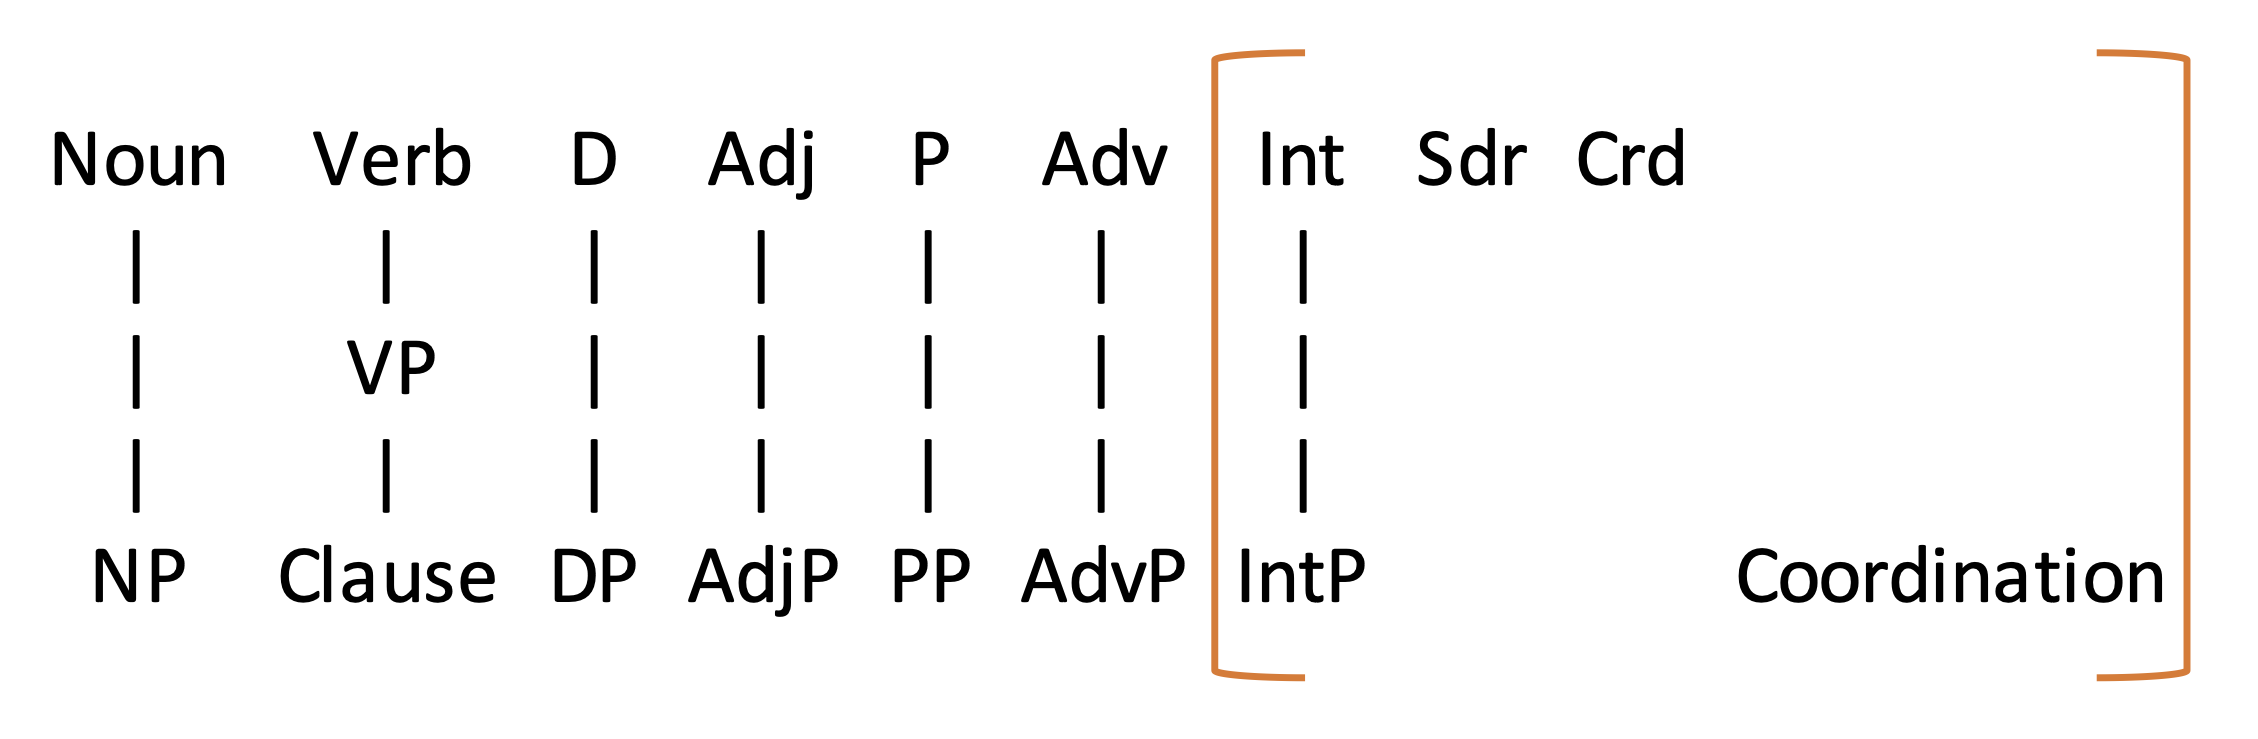 Noun Verb D Adj P Adv Int Sdr Crd
VP
NP Clause DP AdjP PP AdvP IntP Coordination